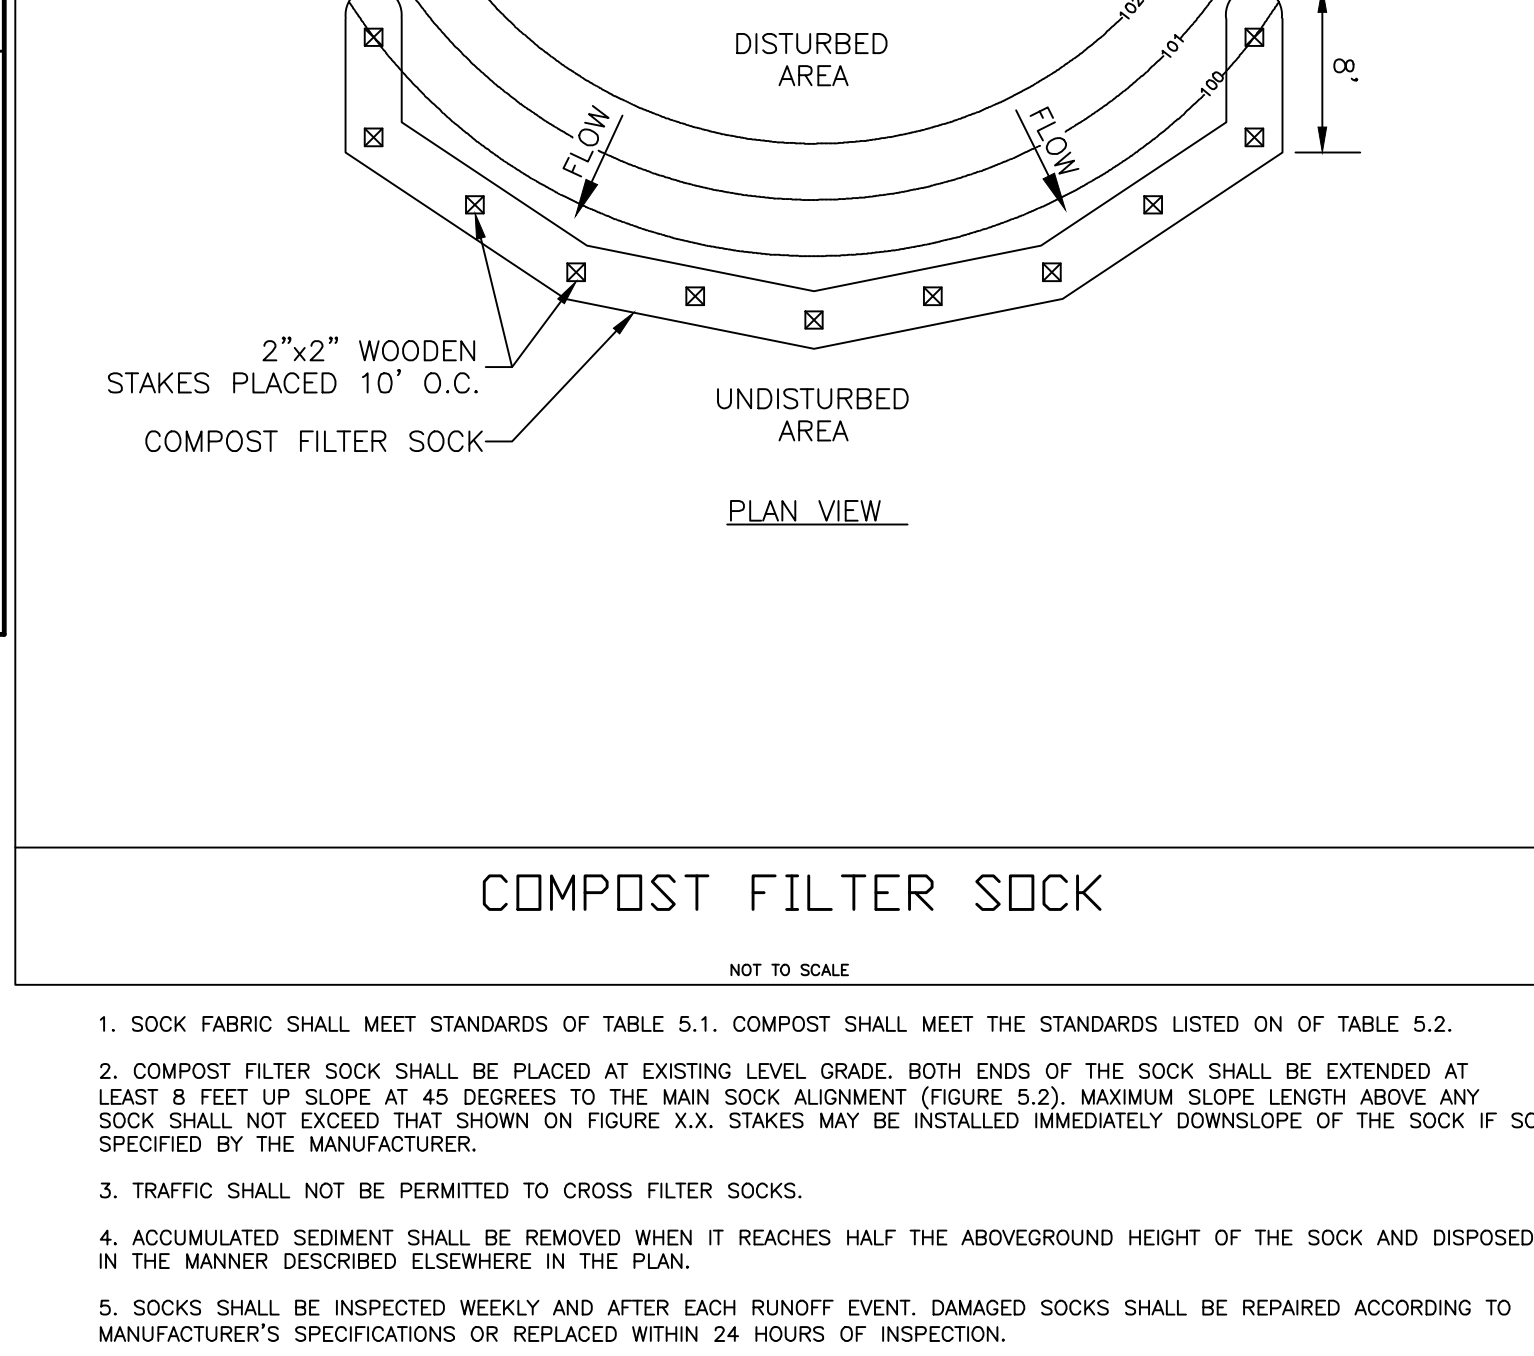 DISTURBED
AREA
102
101
100
8'
FLOW
FLOW
2"x2" WOODEN
STAKES PLACED 10' O.C.
COMPOST FILTER SOCK
UNDISTURBED
AREA
PLAN VIEW
COMPOST FILTER SOCK
NOT TO SCALE
1. SOCK FABRIC SHALL MEET STANDARDS OF TABLE 5.1. COMPOST SHALL MEET THE STANDARDS LISTED ON OF TABLE 5.2.
2. COMPOST FILTER SOCK SHALL BE PLACED AT EXISTING LEVEL GRADE. BOTH ENDS OF THE SOCK SHALL BE EXTENDED AT
LEAST 8 FEET UP SLOPE AT 45 DEGREES TO THE MAIN SOCK ALIGNMENT (FIGURE 5.2). MAXIMUM SLOPE LENGTH ABOVE ANY
SOCK SHALL NOT EXCEED THAT SHOWN ON FIGURE X.X. STAKES MAY BE INSTALLED IMMEDIATELY DOWNSLOPE OF THE SOCK IF SO
SPECIFIED BY THE MANUFACTURER.
3. TRAFFIC SHALL NOT BE PERMITTED TO CROSS FILTER SOCKS.
4. ACCUMULATED SEDIMENT SHALL BE REMOVED WHEN IT REACHES HALF THE ABOVEGROUND HEIGHT OF THE SOCK AND DISPOSED
IN THE MANNER DESCRIBED ELSEWHERE IN THE PLAN.
5. SOCKS SHALL BE INSPECTED WEEKLY AND AFTER EACH RUNOFF EVENT. DAMAGED SOCKS SHALL BE REPAIRED ACCORDING TO
MANUFACTURER'S SPECIFICATIONS OR REPLACED WITHIN 24 HOURS OF INSPECTION.